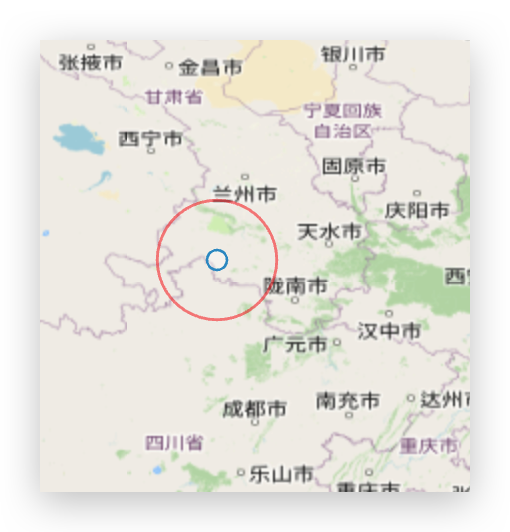 银川市
张掖市
金昌市
甘肃省
宁夏回族
自治区
西宁市
固原市
兰州市
庆阳市
天水市
陇南市
汉中市
广元市
成都市
南充市
达州
四川省
重庆市
乐山市
重庆市